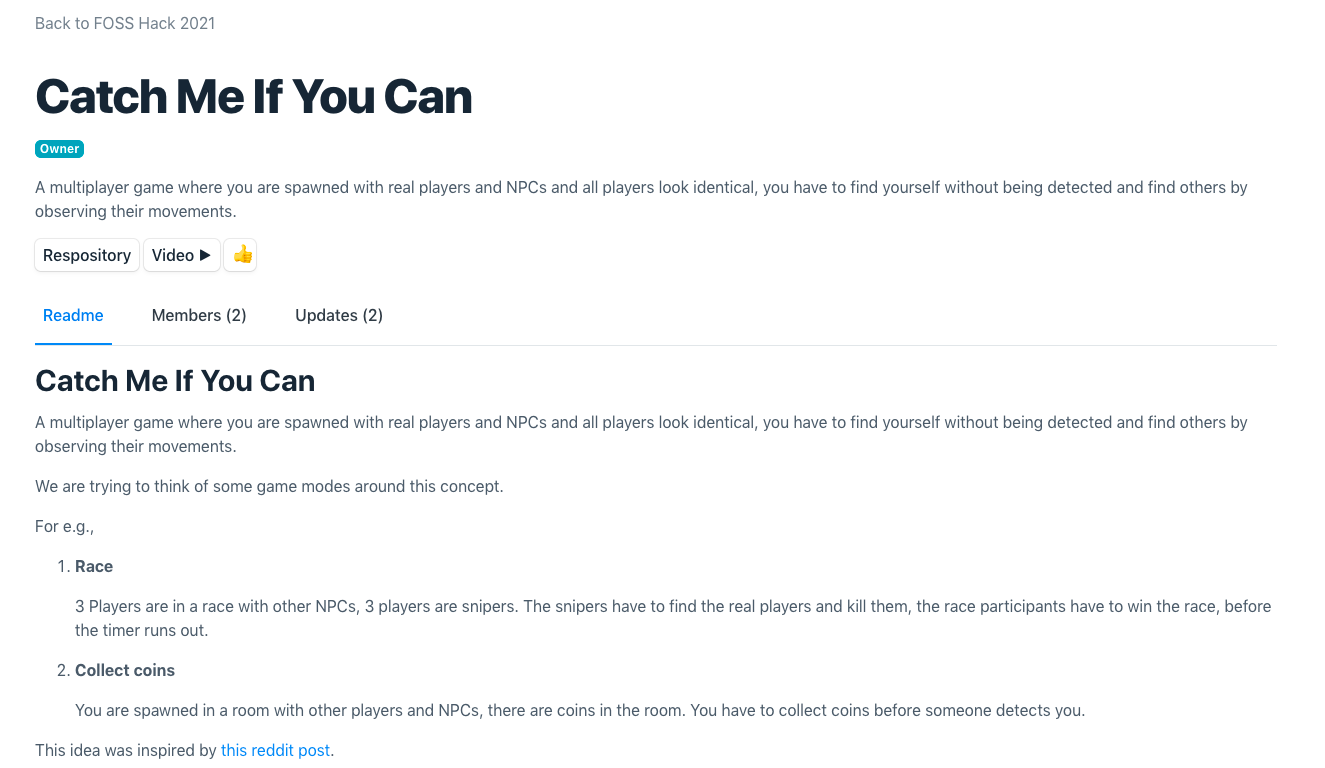 Back to FOSS Hack 2021
Catch Me If You Can
Owner
A multiplayer game where you are spawned with real players and NPCs and all players look identical, you have to find yourself without being detected and find others by
observing their movements.
Respository
Video ▶
👍
Readme
Members (2)
Updates (2)
Catch Me If You Can
A multiplayer game where you are spawned with real players and NPCs and all players look identical, you have to find yourself without being detected and find others by
observing their movements.
We are trying to think of some game modes around this concept.
For e.g.,
1. Race
3 Players are in a race with other NPCs, 3 players are snipers. The snipers have to find the real players and kill them, the race participants have to win the race, before
the timer runs out.
2. Collect coins
You are spawned in a room with other players and NPCs, there are coins in the room. You have to collect coins before someone detects you.
This idea was inspired by this reddit post.